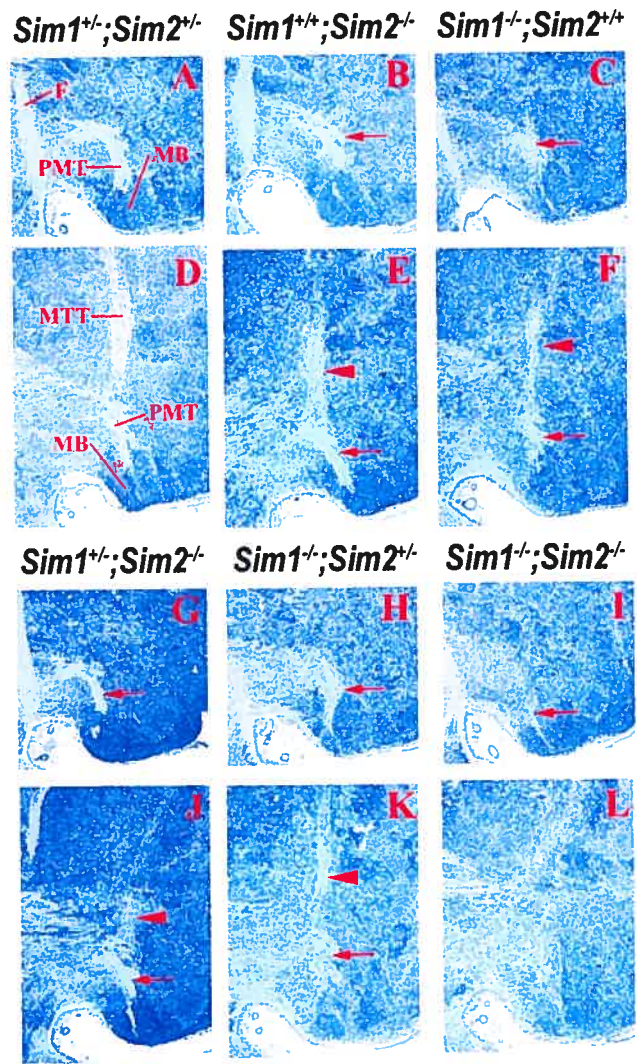 Sim1+/-;Sim2+/- Sim1+/+;Sim2-/- Sim1-/-;Sim2+/+
A B C
F
PMT MB
D E F
MTT
PMT
MB
Sim1+/-;Sim2-/- Sim1-/-;Sim2+/- Sim1-/-;Sim2-/-
G H I
J K L